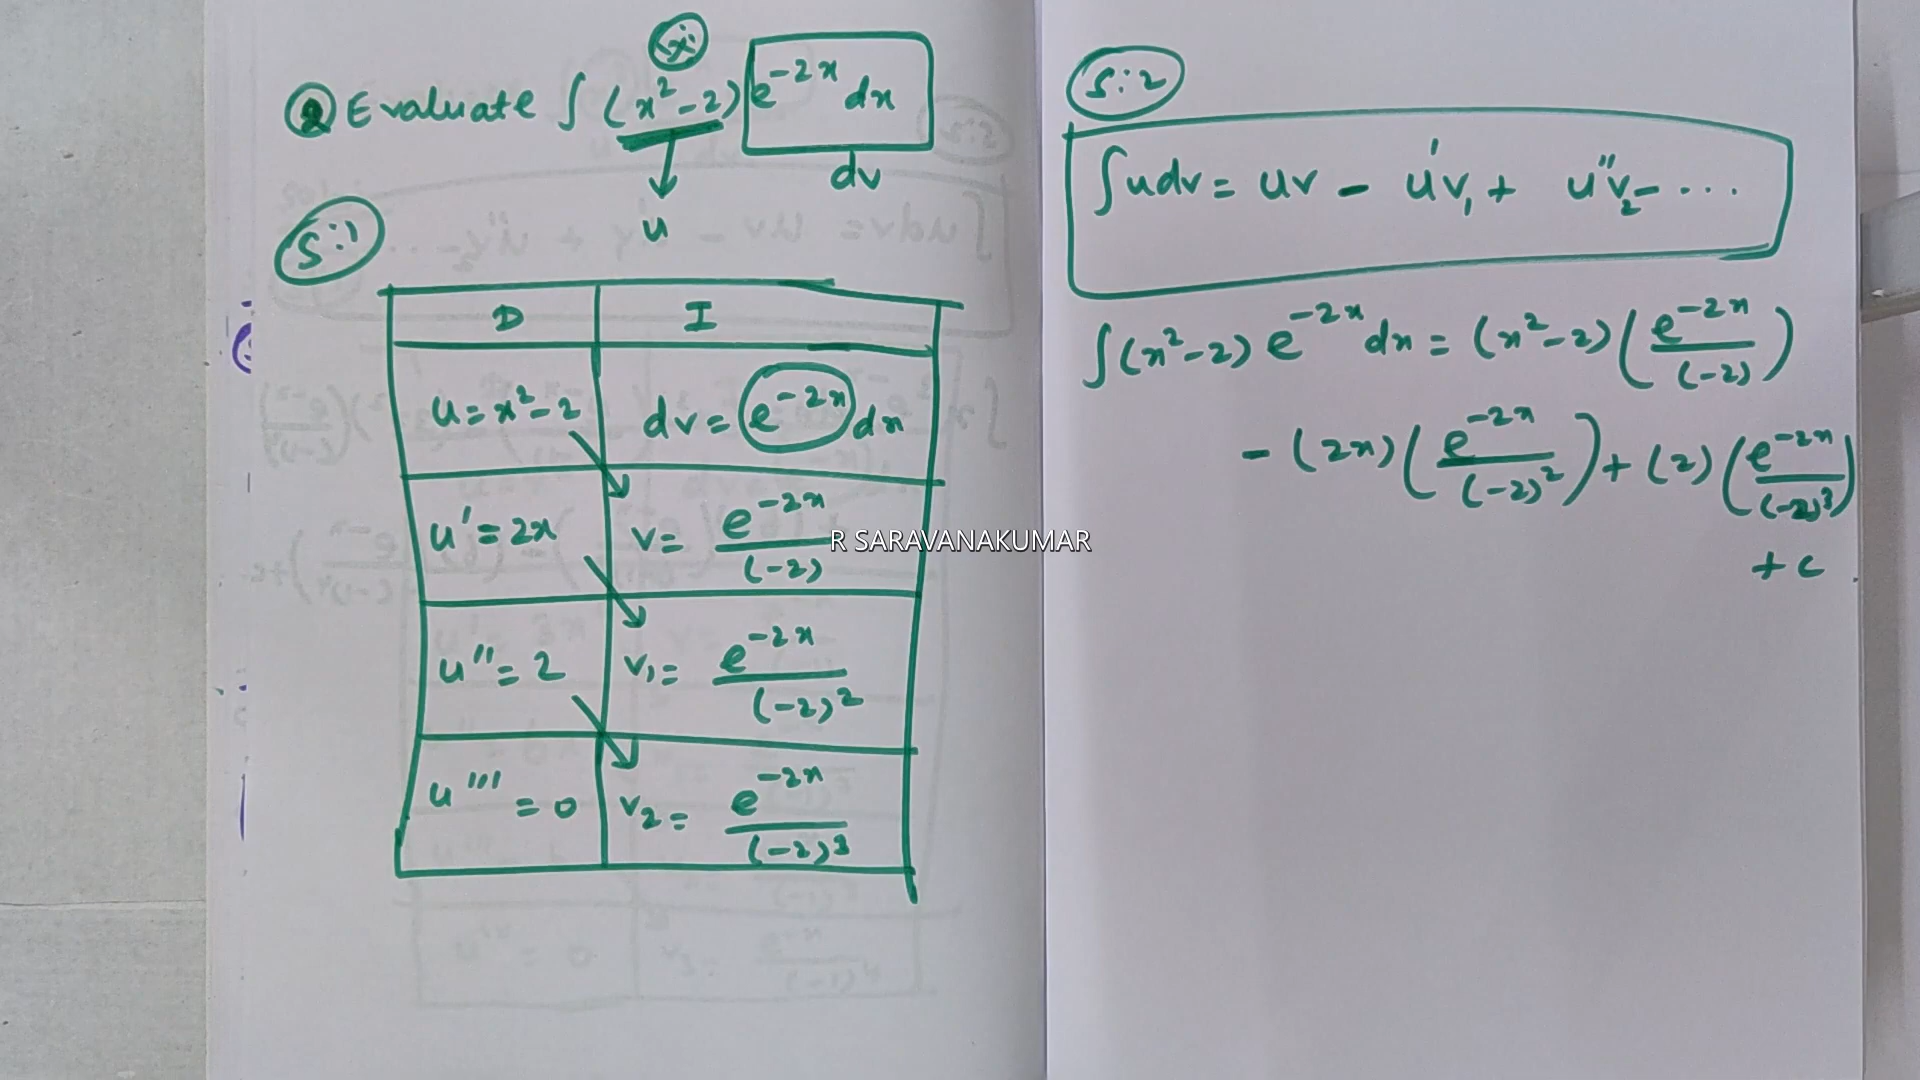 (x)
Q Evaluate ∫ (x² - 2) e^{-2x} dx
dv
u
S:1
D I
u = x² - 2 dv = e^{-2x} dx
u' = 2x v = e^{-2x}/(-2)
u'' = 2 v₁ = e^{-2x}/(-2)²
u''' = 0 v₂ = e^{-2x}/(-2)³
S:2
∫ u dv = uv - u'v₁ + u''v₂ - ....
∫ (x² - 2) e^{-2x} dx = (x² - 2) (e^{-2x}/(-2))
- (2x) (e^{-2x}/(-2)²) + (2) (e^{-2x}/(-2)³)
+ c
R SARAVANAKUMAR